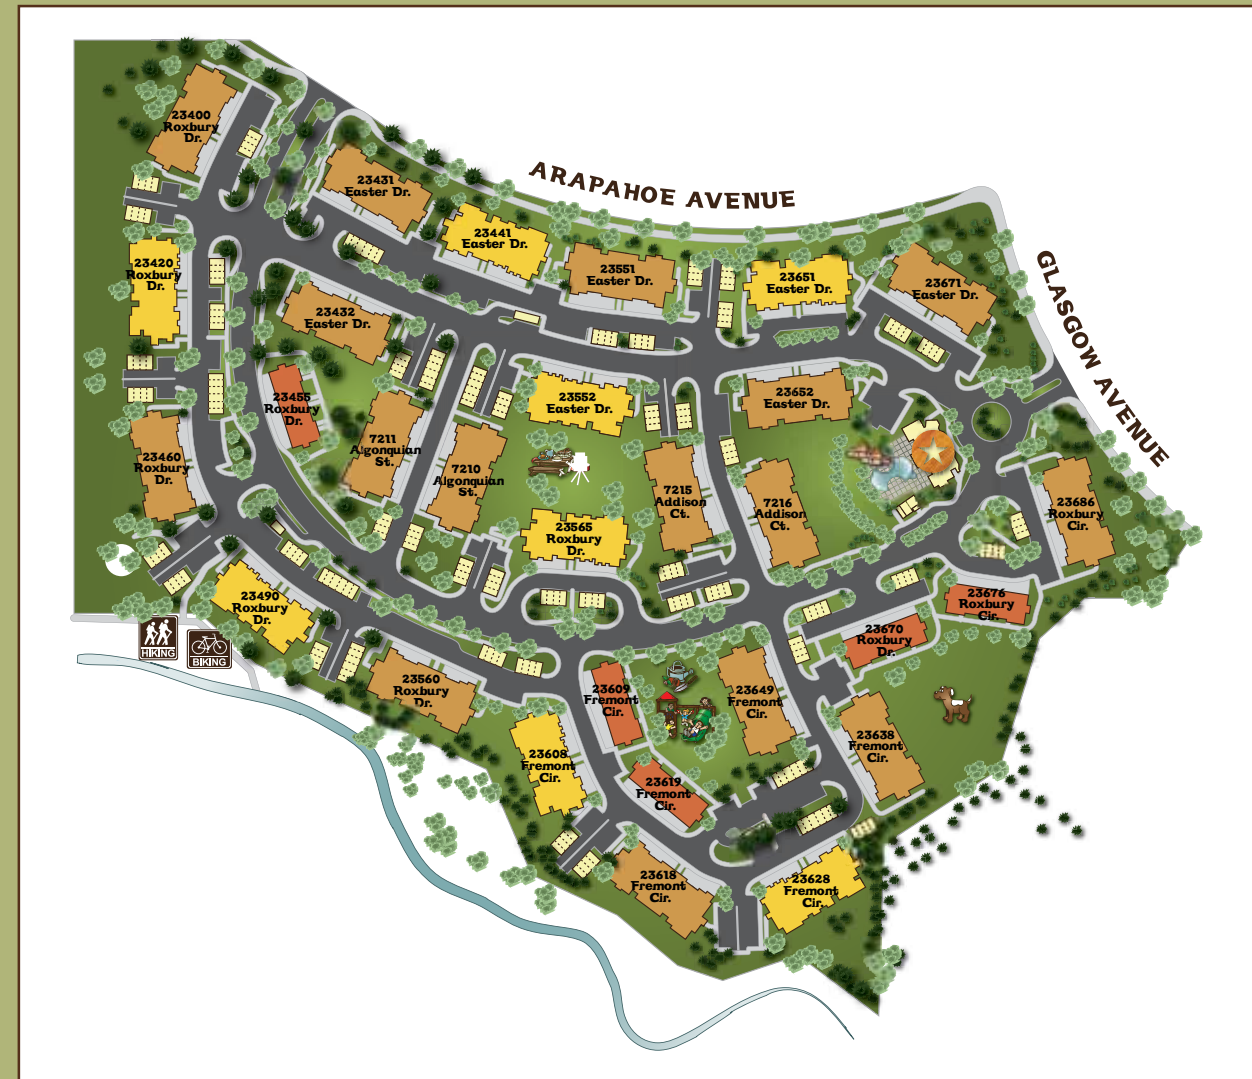 ARAPAHOE AVENUE
GLASGOW AVENUE
23400
Roxbury
Dr.
23431
Easter Dr.
23441
Easter Dr.
23551
Easter Dr.
23651
Easter Dr.
23671
Easter Dr.
23420
Roxbury
Dr.
23432
Easter Dr.
23455
Roxbury
Dr.
23552
Easter Dr.
23652
Easter Dr.
7211
Algonquian
St.
7210
Algonquian
St.
23460
Roxbury
Dr.
7215
Addison
Ct.
7216
Addison
Ct.
23686
Roxbury
Cir.
23565
Roxbury
Dr.
23490
Roxbury
Dr.
23676
Roxbury
Cir.
23670
Roxbury
Dr.
HIKING
BIKING
23560
Roxbury
Dr.
23609
Fremont
Cir.
23649
Fremont
Cir.
23638
Fremont
Cir.
23608
Fremont
Cir.
23619
Fremont
Cir.
23618
Fremont
Cir.
23628
Fremont
Cir.